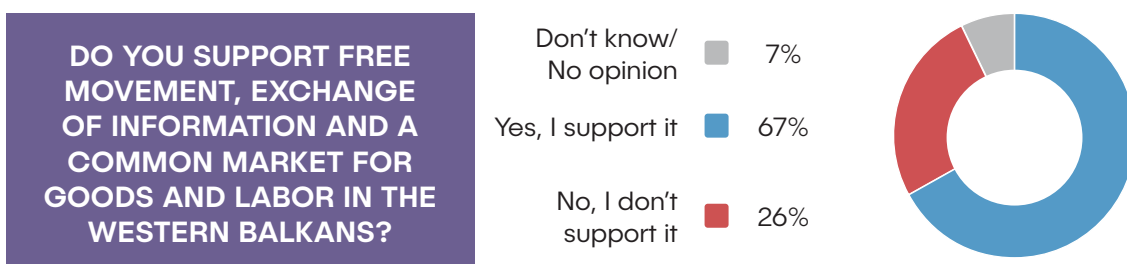 DO YOU SUPPORT FREE
MOVEMENT, EXCHANGE
OF INFORMATION AND A
COMMON MARKET FOR
GOODS AND LABOR IN THE
WESTERN BALKANS?
Don't know/
No opinion
7%
Yes, I support it
67%
No, I don't
support it
26%